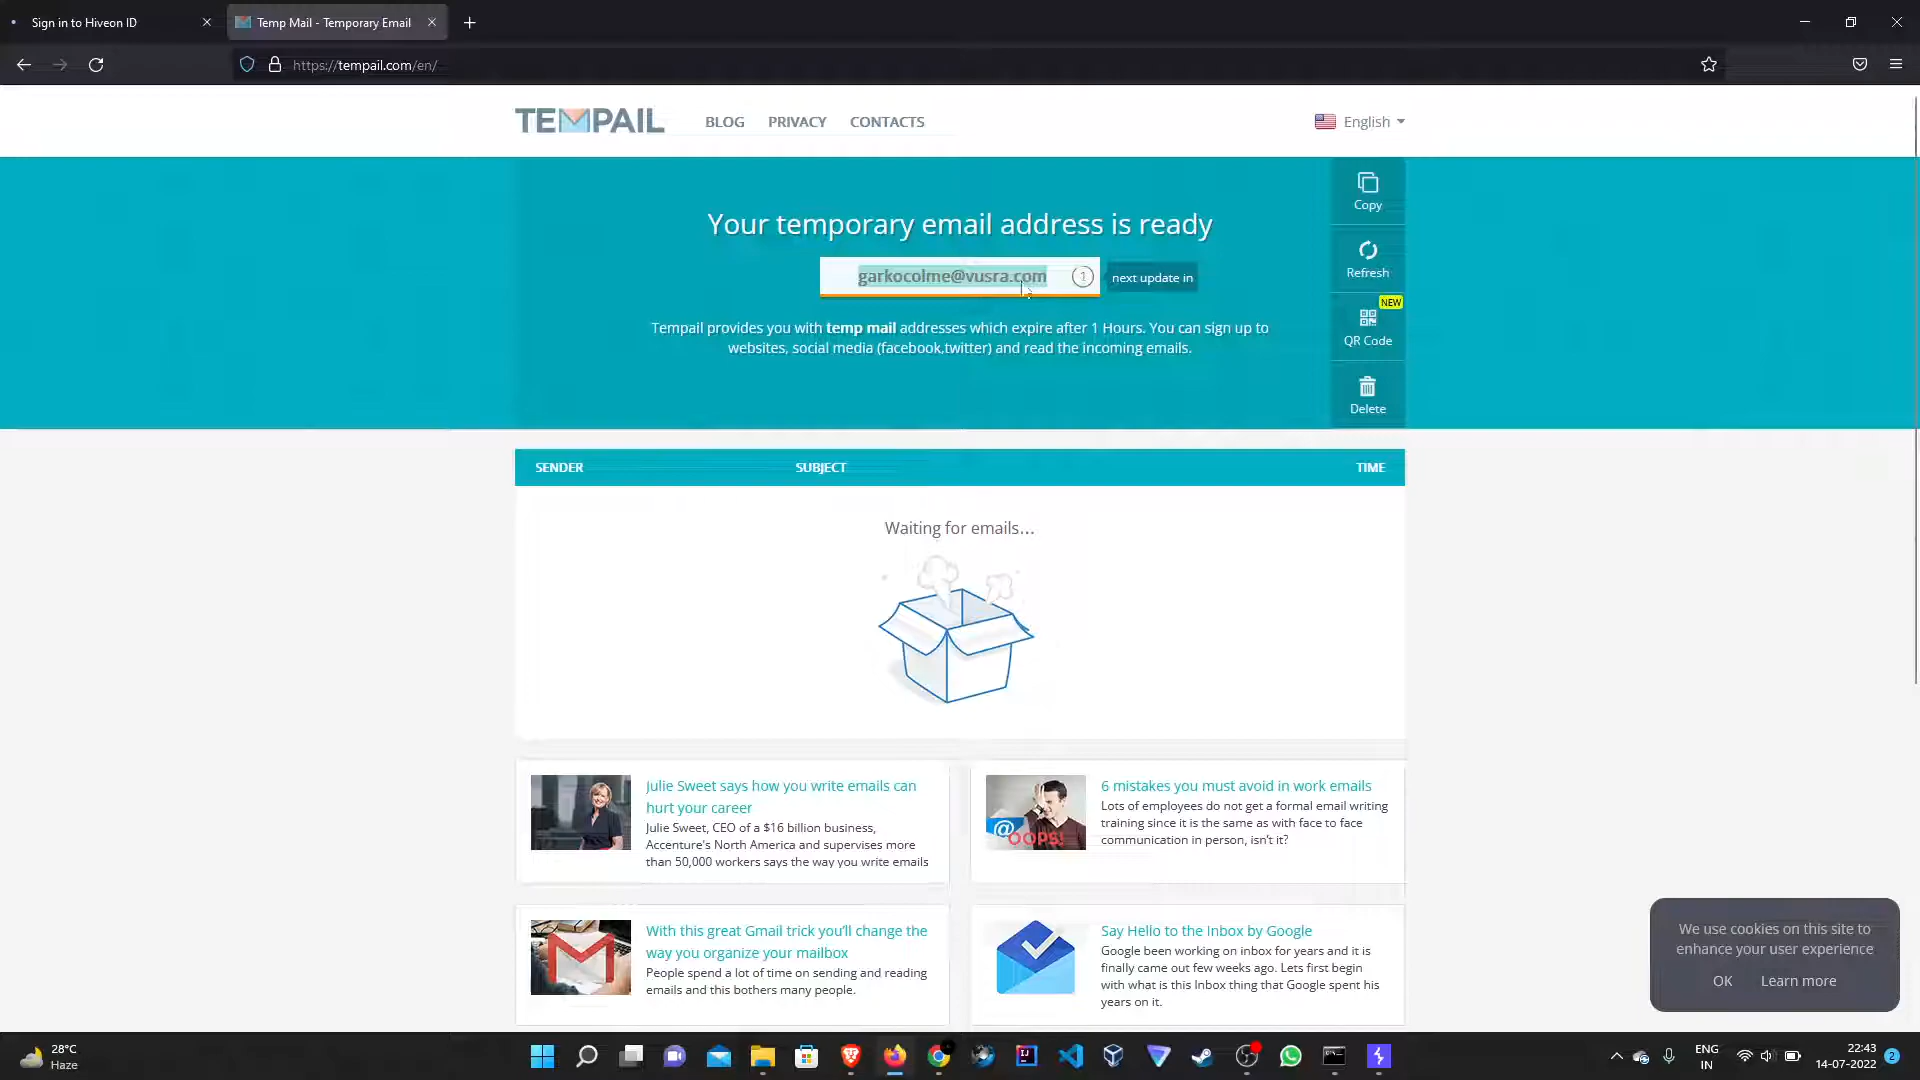 Sign in to Hiveon ID
Temp Mail - Temporary Email
https://tempail.com/en/
TEMPAIL
BLOG
PRIVACY
CONTACTS
English
Your temporary email address is ready
garkocolme@vusra.com
1
next update in
Tempail provides you with temp mail addresses which expire after 1 Hours. You can sign up to
websites, social media (facebook,twitter) and read the incoming emails.
Copy
Refresh
NEW
QR Code
Delete
SENDER
SUBJECT
TIME
Waiting for emails...
Julie Sweet says how you write emails can
hurt your career
Julie Sweet, CEO of a $16 billion business,
Accenture's North America and supervises more
than 50,000 workers says the way you write emails
@
OOPS!
6 mistakes you must avoid in work emails
Lots of employees do not get a formal email writing
training since it is the same as with face to face
communication in person, isn't it?
With this great Gmail trick you'll change the
way you organize your mailbox
People spend a lot of time on sending and reading
emails and this bothers many people.
Say Hello to the Inbox by Google
Google been working on inbox for years and it is
finally came out few weeks ago. Lets first begin
with what is this Inbox thing that Google spent his
years on it.
We use cookies on this site to
enhance your user experience
OK
Learn more
28°C
Haze
ENG
IN
22:43
14-07-2022
2